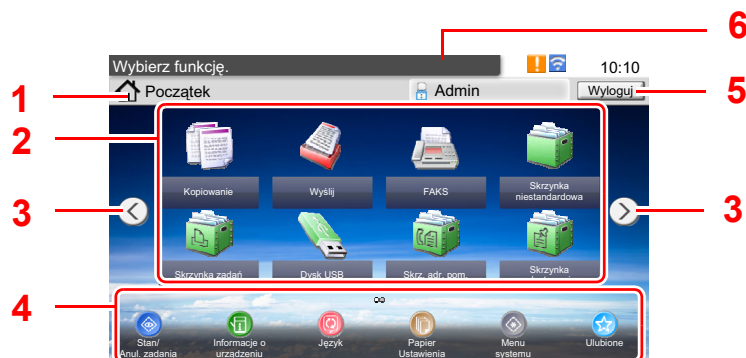 6
Wybierz funkcję.
10:10
1
Początek
Admin
Wyloguj
5
2
Kopiowanie
Wyślij
FAKS
Skrzynka
niestandardowa
3
3
Skrzynka zadań
Dysk USB
Skrz. adr. pom.
Skrzynka
4
Stan/
Anul. zadania
Informacje o
urządzeniu
Język
Papier
Ustawienia
Menu
systemu
Ulubione